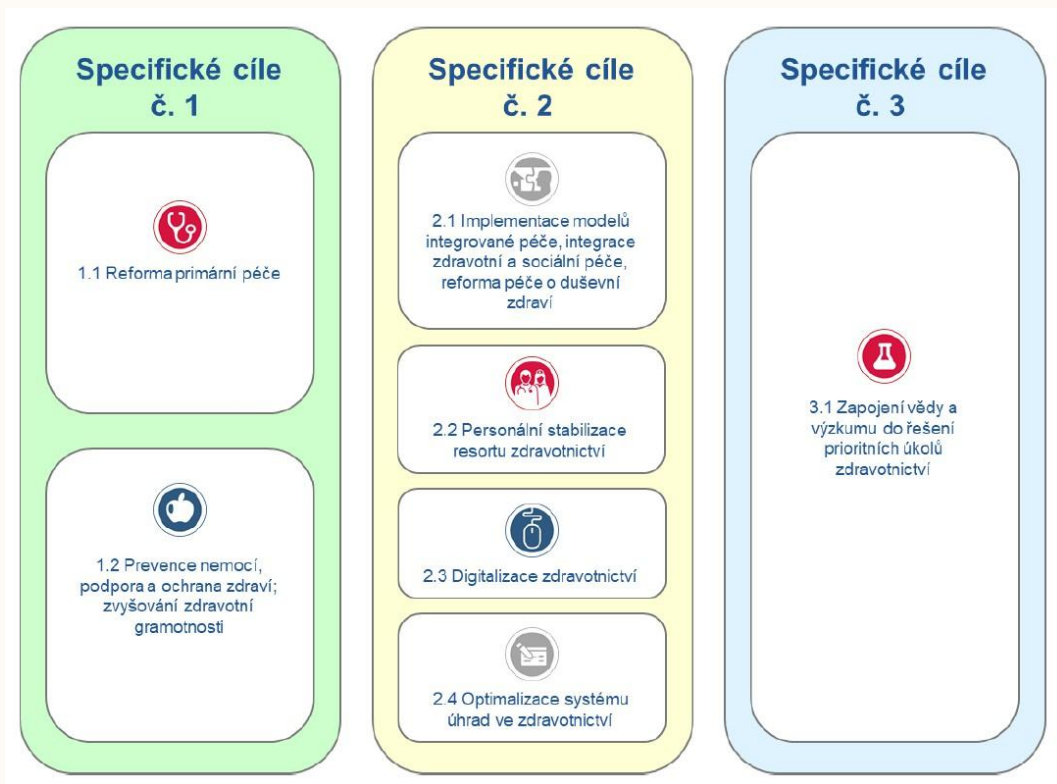 Specifické cíle
č. 1
1.1 Reforma primární péče
1.2 Prevence nemocí,
podpora a ochrana zdraví;
zvyšování zdravotní
gramotnosti
Specifické cíle
č. 2
2.1 Implementace modelů
integrované péče, integrace
zdravotní a sociální péče,
reforma péče o duševní
zdraví
2.2 Personální stabilizace
resortu zdravotnictví
2.3 Digitalizace zdravotnictví
2.4 Optimalizace systému
úhrad ve zdravotnictví
Specifické cíle
č. 3
3.1 Zapojení vědy a
výzkumu do řešení
prioritních úkolů
zdravotnictví